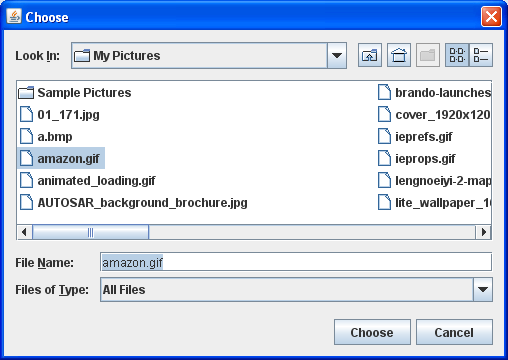 Choose
Look In: My Pictures
Sample Pictures
01_171.jpg
a.bmp
amazon.gif
animated_loading.gif
AUTOSAR_background_brochure.jpg
brando-launches
cover_1920x120
ieprefs.gif
ieprops.gif
lengnoeiyi-2-map
lite_wallpaper_10
File Name: amazon.gif
Files of Type: All Files
Choose Cancel